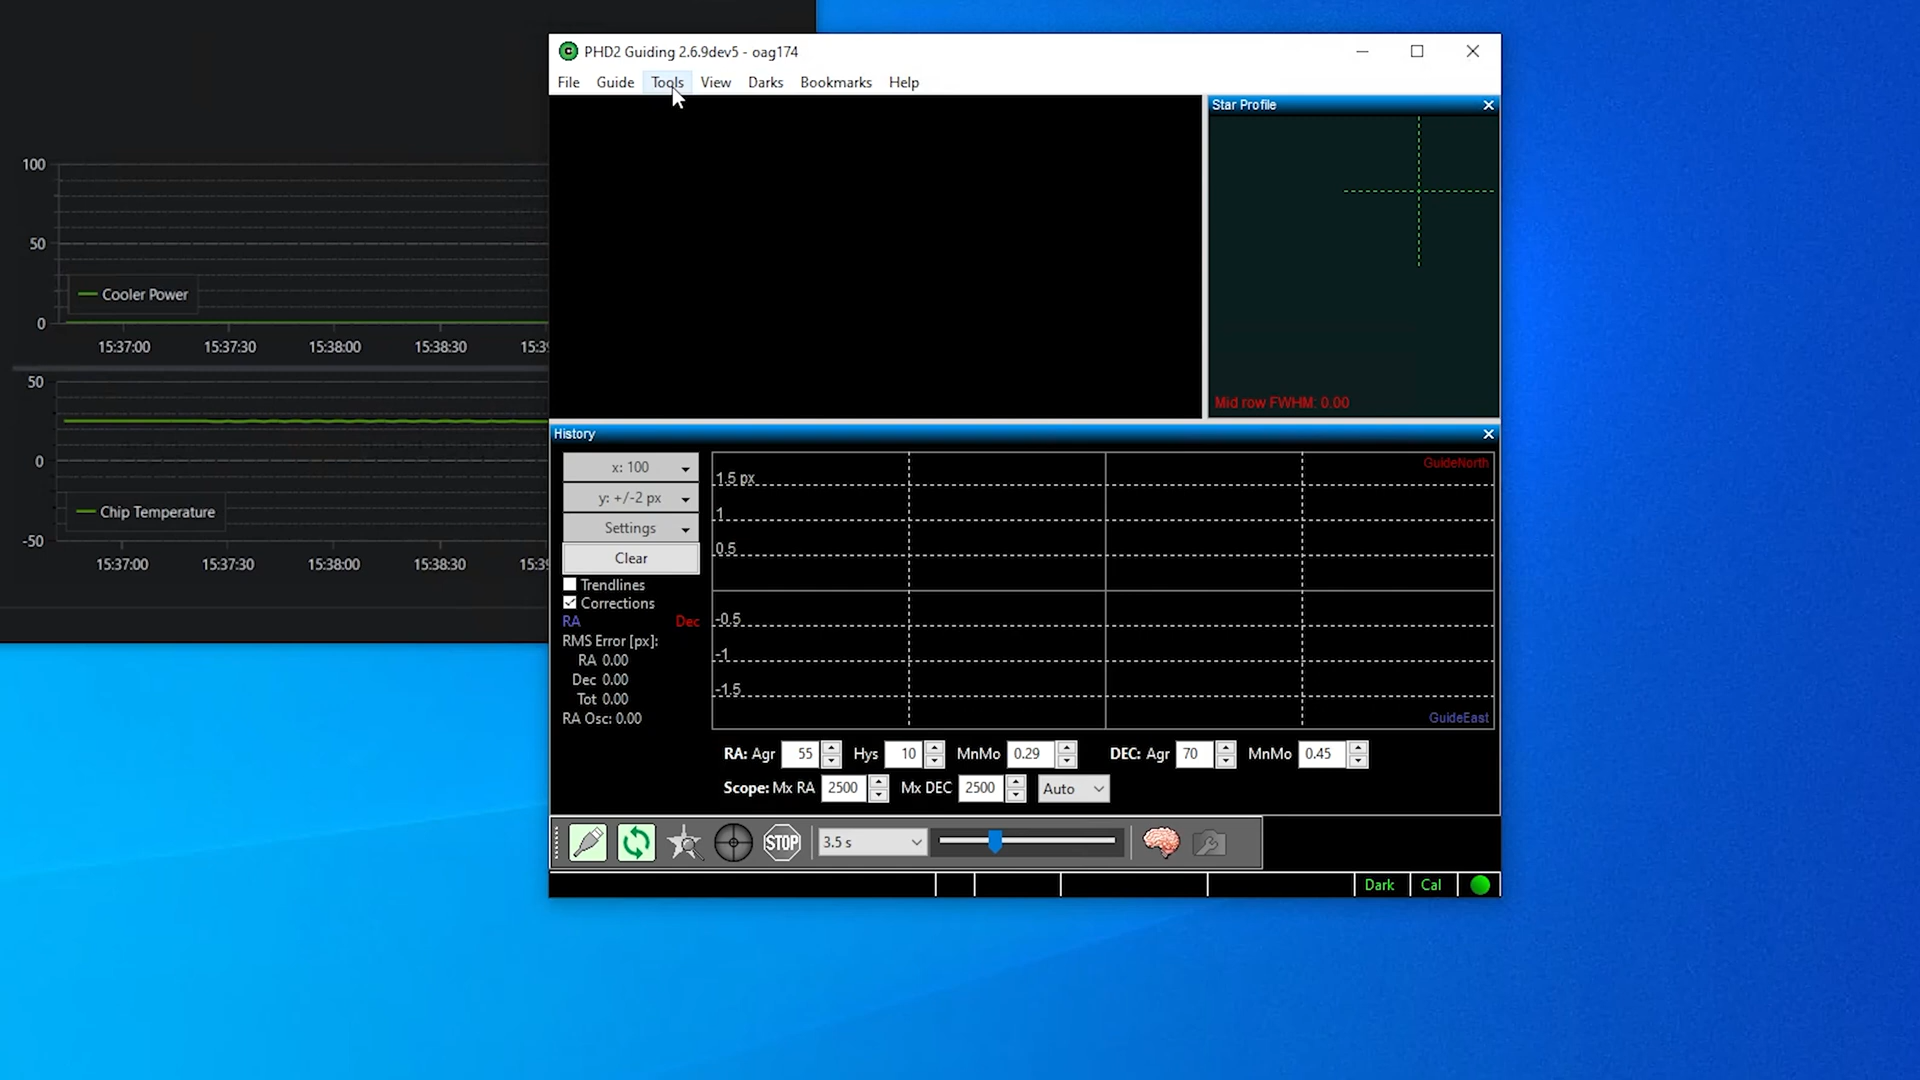 PHD2 Guiding 2.6.9dev5 - oag174
File Guide Tools View Darks Bookmarks Help
Star Profile
Mid row FWHM: 0.00
100
50
0
Cooler Power
15:37:00 15:37:30 15:38:00 15:38:30 15:39
50
0
-50
Chip Temperature
15:37:00 15:37:30 15:38:00 15:38:30 15:39
History
x: 100
y: +/-2 px
Settings
Clear
Trendlines
Corrections
RA Dec
RMS Error [px]:
RA 0.00
Dec 0.00
Tot 0.00
RA Osc: 0.00
GuideNorth
1.5 px
1
0.5
-0.5
-1
-1.5
GuideEast
RA: Agr 55 Hys 10 MnMo 0.29 DEC: Agr 70 MnMo 0.45
Scope: Mx RA 2500 Mx DEC 2500 Auto
STOP 3.5 s
Dark Cal